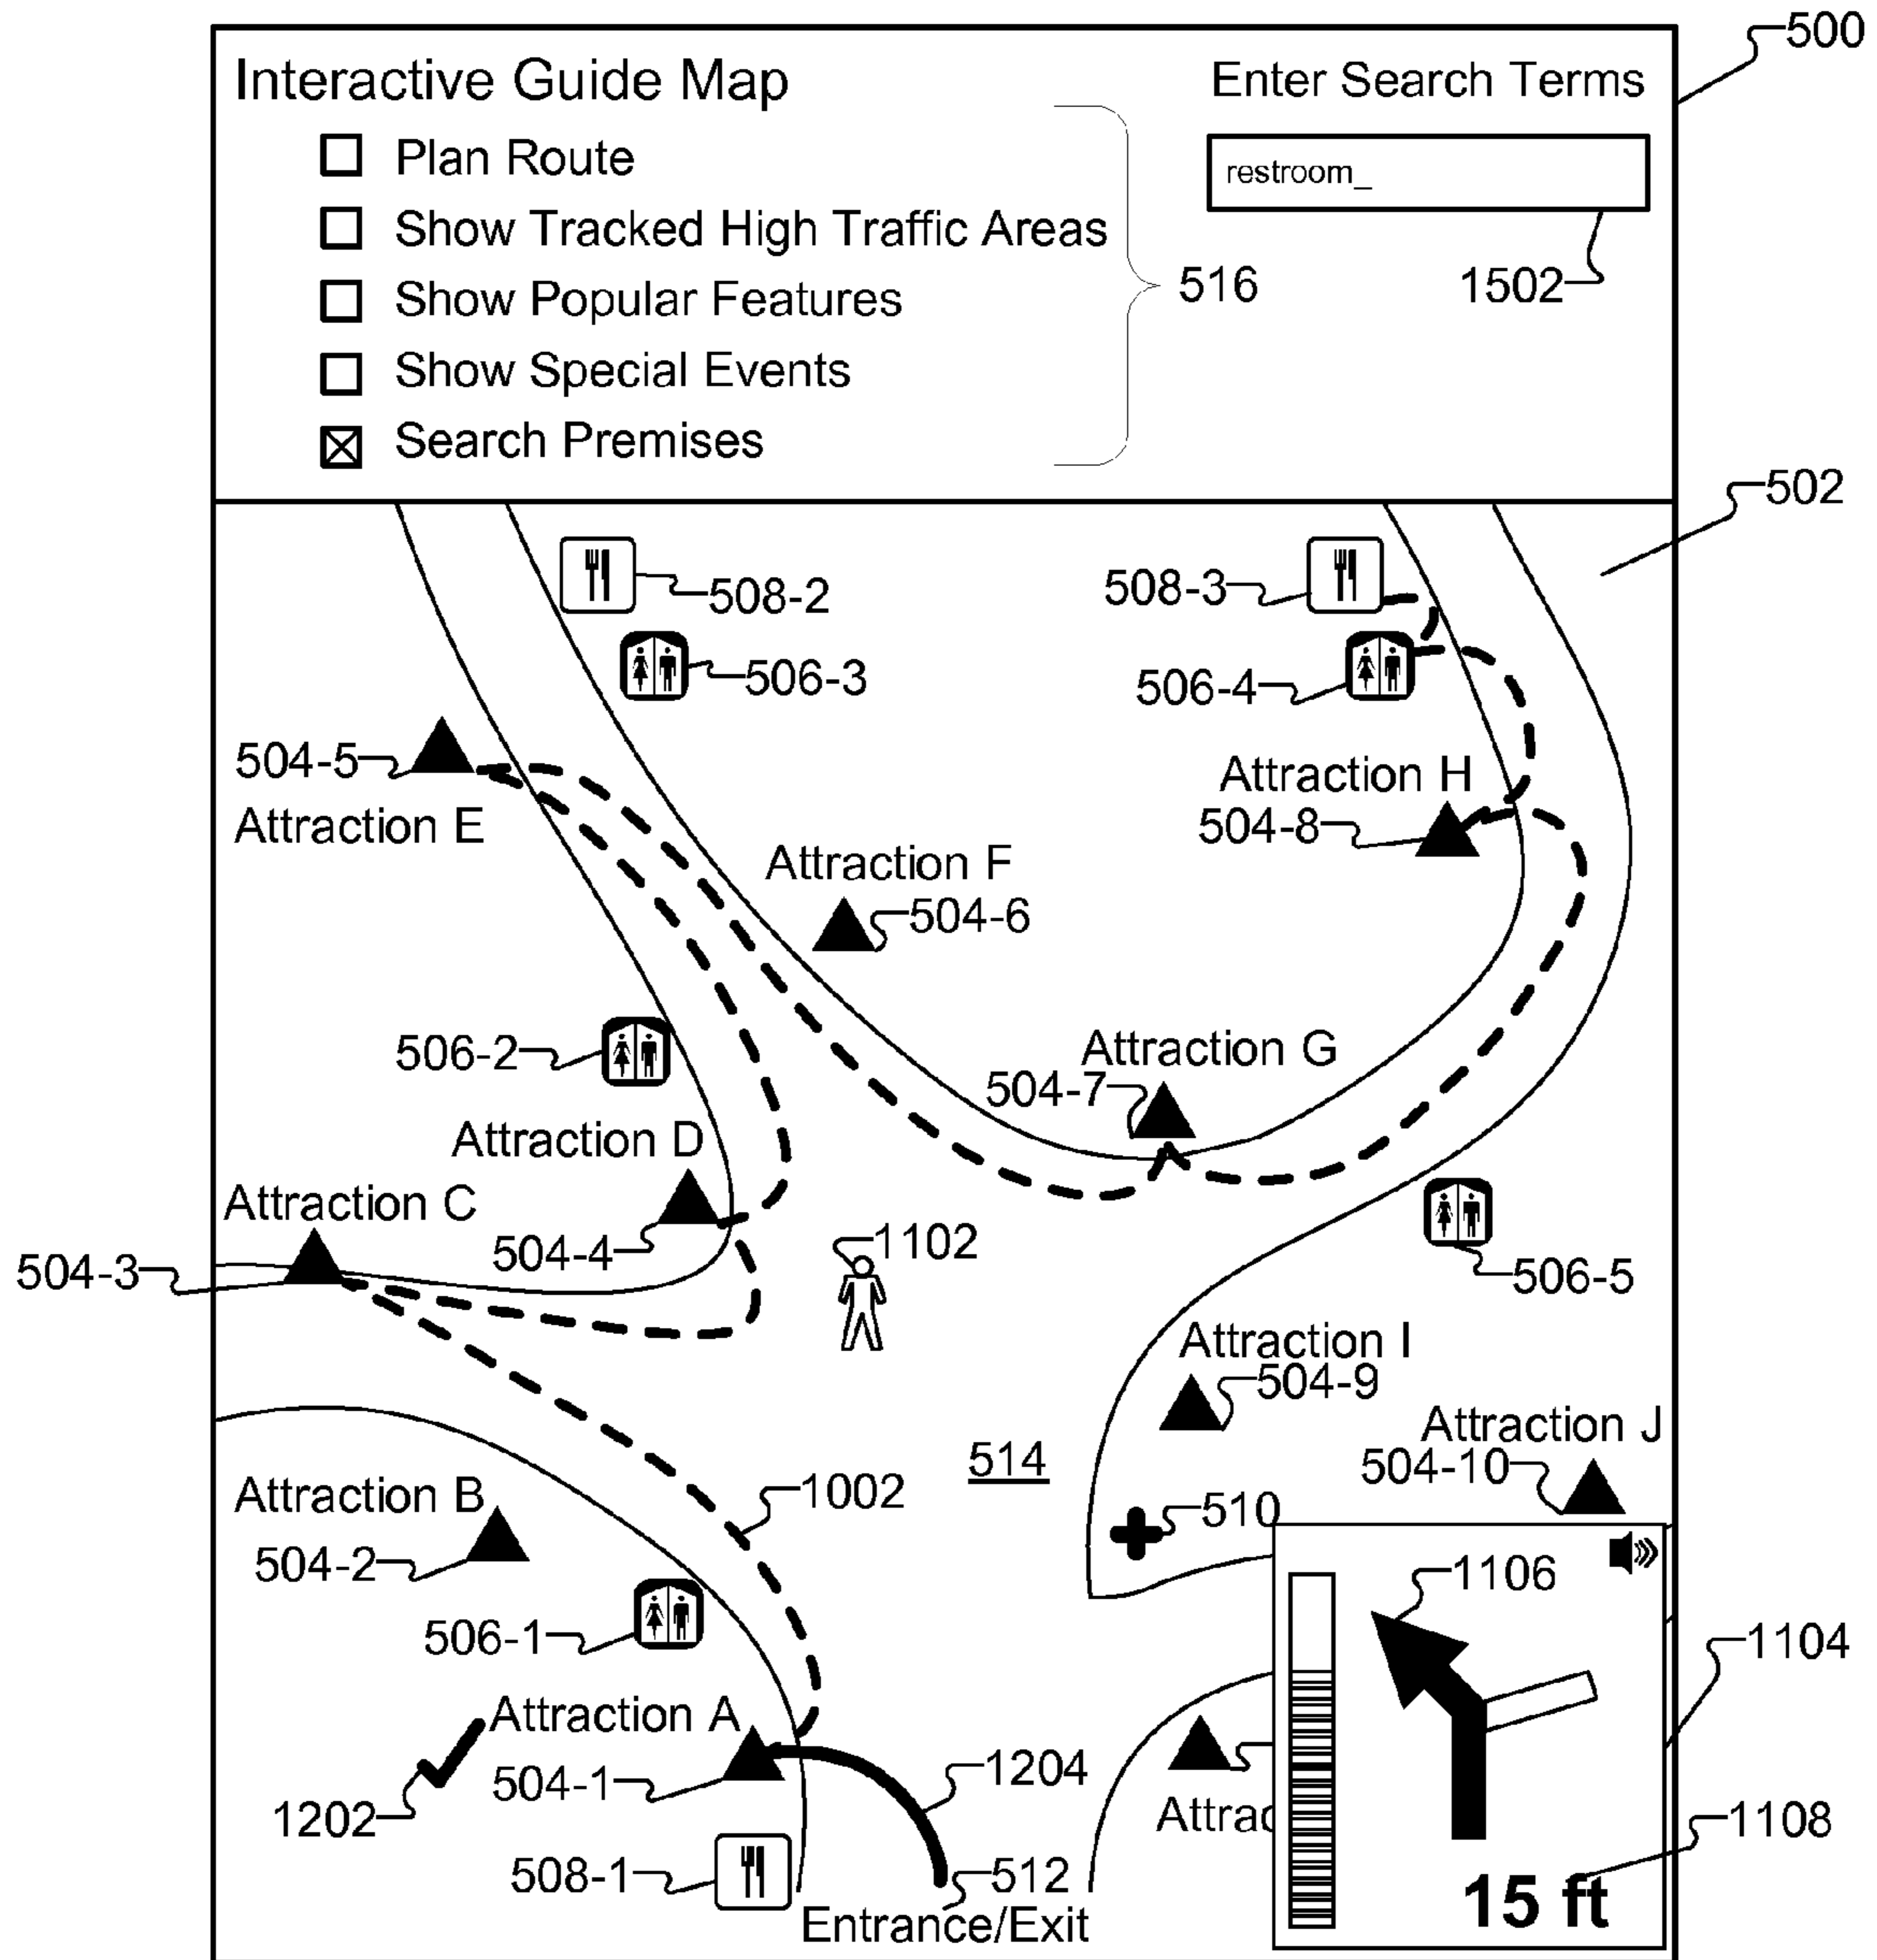 500
Interactive Guide Map
Enter Search Terms
Plan Route
restroom_
Show Tracked High Traffic Areas
516
1502
Show Popular Features
Show Special Events
Search Premises
502
508-2
508-3
506-3
506-4
504-5
Attraction E
Attraction H
504-8
Attraction F
504-6
506-2
Attraction G
504-7
Attraction D
Attraction C
504-4
504-3
1102
506-5
Attraction I
504-9
Attraction J
504-10
514
Attraction B
504-2
1002
510
1106
506-1
1104
Attraction A
504-1
1202
1204
Attrac
1108
508-1
512
Entrance/Exit
15 ft